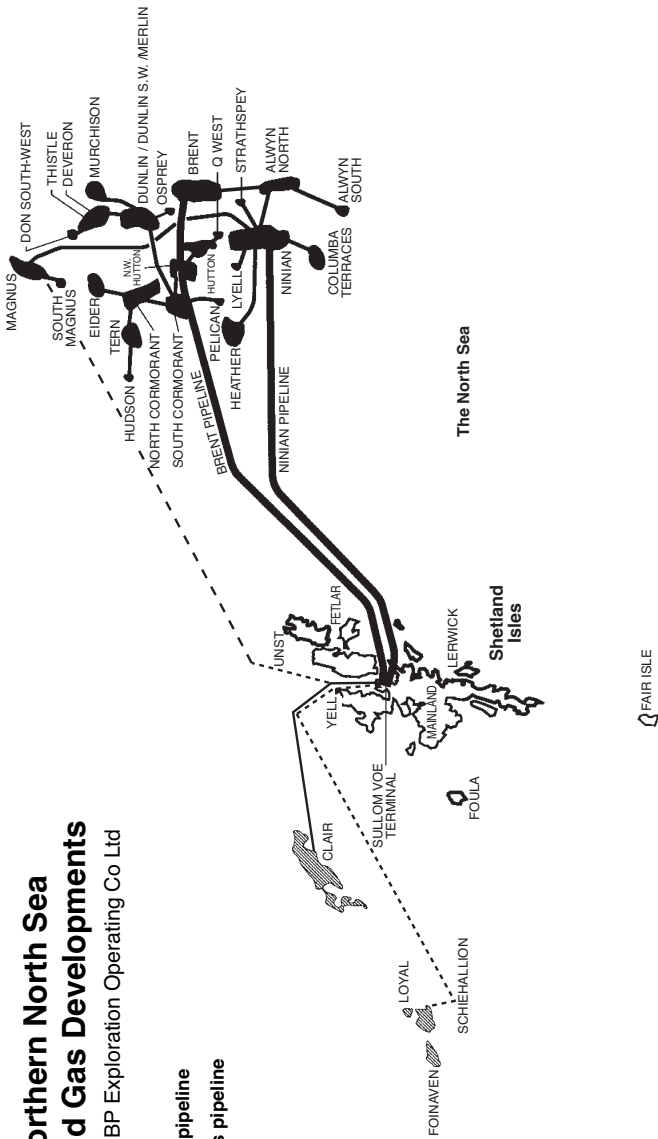 orthern North Sea
d Gas Developments
BP Exploration Operating Co Ltd
pipeline
s pipeline
MAGNUS
DON SOUTH-WEST
THISTLE
DEVERON
MURCHISON
DUNLIN / DUNLIN S.W. /MERLIN
OSPREY
BRENT
Q WEST
STRATHSPEY
ALWYN
NORTH
ALWYN
SOUTH
SOUTH
MAGNUS
EIDER
TERN
N.W.
HUTTON
HUTTON
PELICAN
LYELL
HEATHER
NINIAN
COLUMBA
TERRACES
HUDSON
NORTH CORMORANT
SOUTH CORMORANT
BRENT PIPELINE
NINIAN PIPELINE
The North Sea
UNST
FETLAR
YELL
MAINLAND
LERWICK
Shetland
Isles
SULLOM VOE
TERMINAL
CLAIR
FOULA
FAIR ISLE
LOYAL
SCHIEHALLION
FOINAVEN